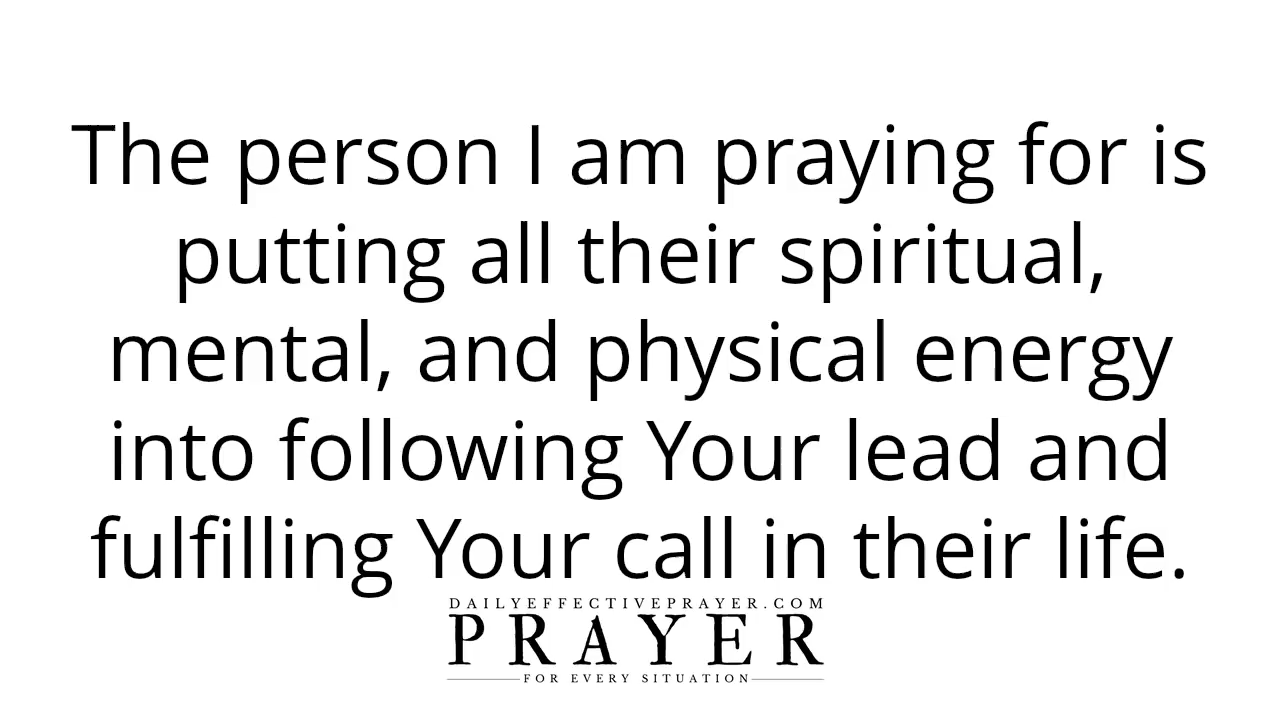 The person I am praying for is
putting all their spiritual,
mental, and physical energy
into following Your lead and
fulfilling Your call in their life.
DAILYEFFECTIVEPRAYER.COM
PRAYER
FOR EVERY SITUATION